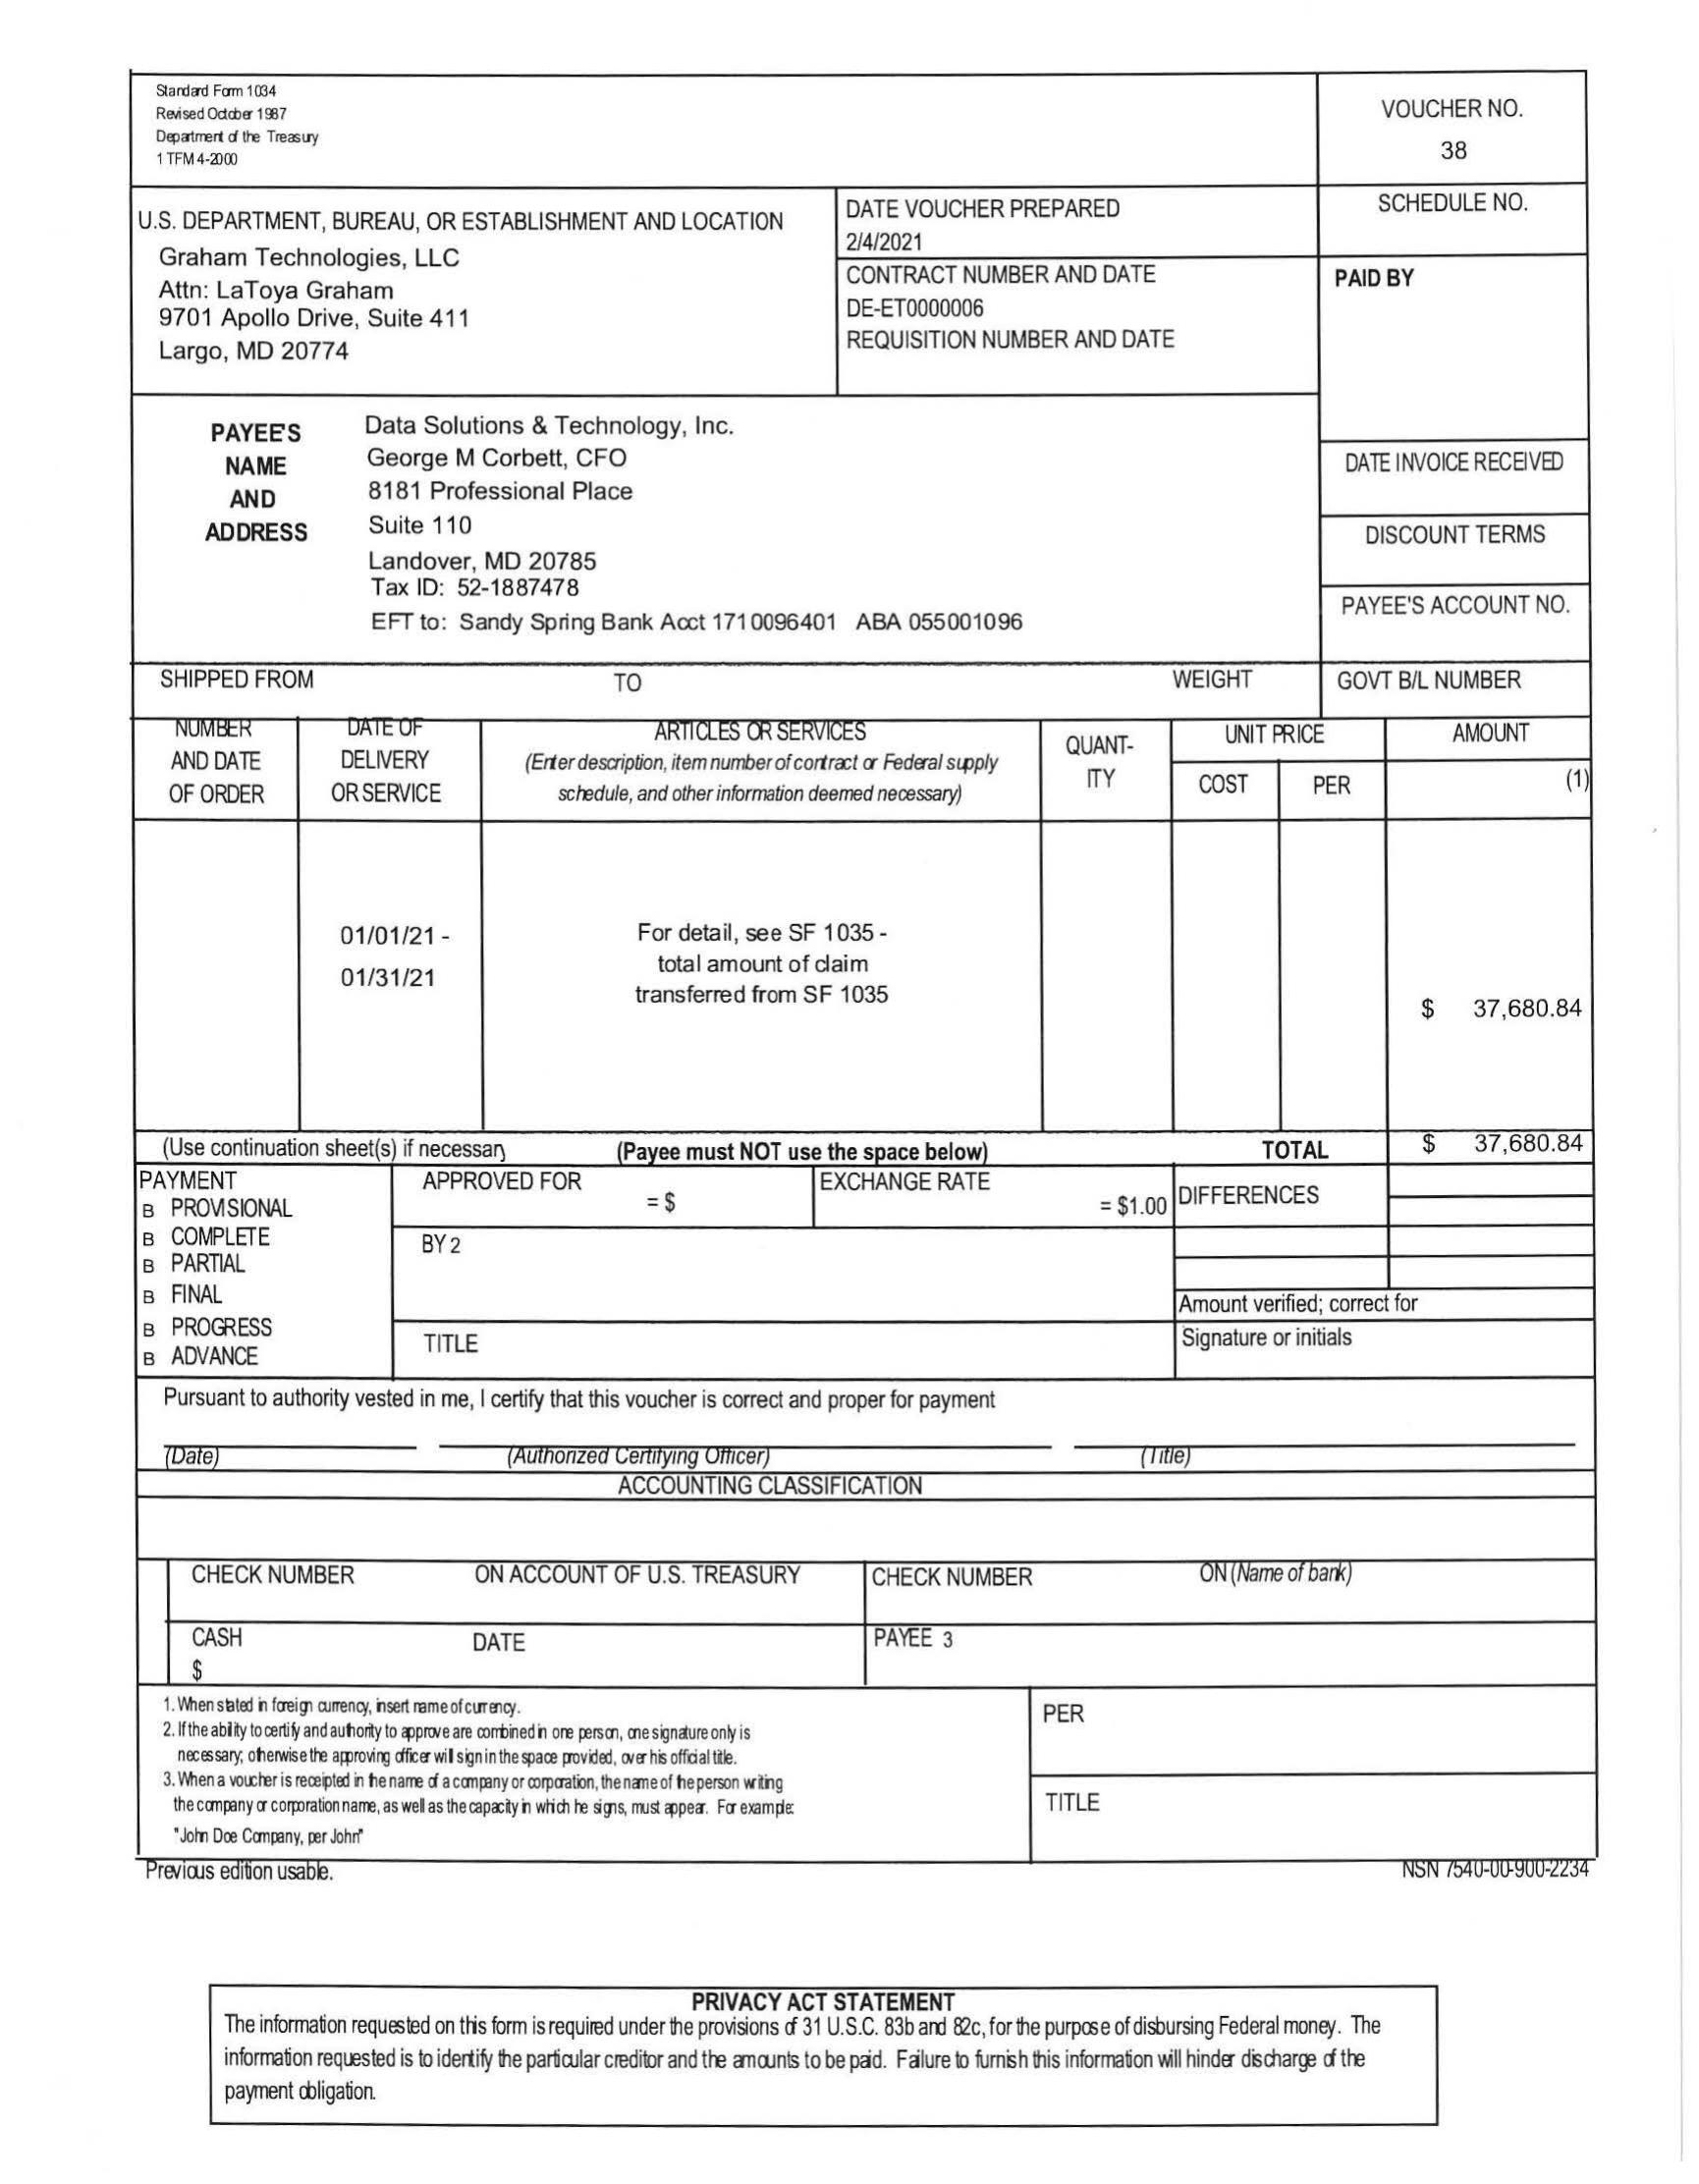 Standard Form 1034
Revised October 1987
Department of the Treasury
1 TFM 4-2000
VOUCHER NO.
38
U.S. DEPARTMENT, BUREAU, OR ESTABLISHMENT AND LOCATION
Graham Technologies, LLC
Attn: LaToya Graham
9701 Apollo Drive, Suite 411
Largo, MD 20774
DATE VOUCHER PREPARED
2/4/2021
CONTRACT NUMBER AND DATE
DE-ET0000006
REQUISITION NUMBER AND DATE
SCHEDULE NO.
PAID BY
PAYEE'S
NAME
AND
ADDRESS
Data Solutions & Technology, Inc.
George M Corbett, CFO
8181 Professional Place
Suite 110
Landover, MD 20785
Tax ID: 52-1887478
EFT to: Sandy Spring Bank Acct 1710096401 ABA 055001096
DATE INVOICE RECEIVED
DISCOUNT TERMS
PAYEE'S ACCOUNT NO.
SHIPPED FROM TO WEIGHT GOVT B/L NUMBER
NUMBER
AND DATE
OF ORDER
DATE OF
DELIVERY
OR SERVICE
ARTICLES OR SERVICES
(Enter description, item number of contract or Federal supply
schedule, and other information deemed necessary)
QUANT-
ITY
UNIT PRICE
COST PER
AMOUNT
(1)
01/01/21 -
01/31/21
For detail, see SF 1035 -
total amount of claim
transferred from SF 1035
$ 37,680.84
(Use continuation sheet(s) if necessary (Payee must NOT use the space below) TOTAL $ 37,680.84
PAYMENT
B PROVISIONAL
B COMPLETE
B PARTIAL
B FINAL
B PROGRESS
B ADVANCE
APPROVED FOR
= $
EXCHANGE RATE
= $1.00
DIFFERENCES
BY 2
TITLE
Amount verified; correct for
Signature or initials
Pursuant to authority vested in me, I certify that this voucher is correct and proper for payment
(Date) (Authorized Certifying Officer) (Title)
ACCOUNTING CLASSIFICATION
CHECK NUMBER ON ACCOUNT OF U.S. TREASURY CHECK NUMBER ON (Name of bank)
CASH DATE PAYEE 3
$
1. When stated in foreign currency, insert name of currency.
2. If the ability to certify and authority to approve are combined in one person, one signature only is
necessary; otherwise the approving officer will sign in the space provided, over his official title.
3. When a voucher is receipted in the name of a company or corporation, the name of the person writing
the company or corporation name, as well as the capacity in which he signs, must appear. For example:
"John Doe Company, per John"
PER
TITLE
Previous edition usable. NSN 7540-00-900-2234
PRIVACY ACT STATEMENT
The information requested on this form is required under the provisions of 31 U.S.C. 83b and 82c, for the purpose of disbursing Federal money. The
information requested is to identify the particular creditor and the amounts to be paid. Failure to furnish this information will hinder discharge of the
payment obligation.